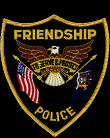 FRIENDSHIP
TO SERVE & PROTECT
POLICE